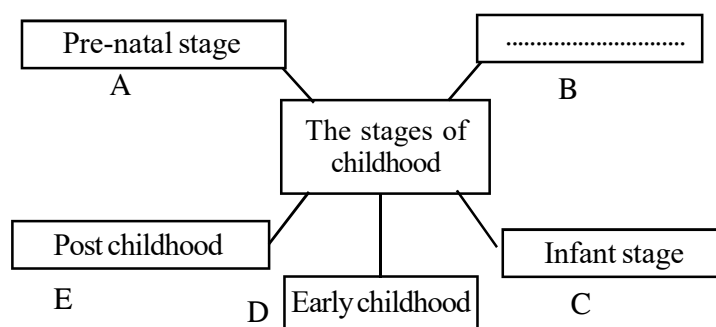 Pre-natal stage
A
..............................
B
The stages of
childhood
Post childhood
E
Infant stage
C
Early childhood
D